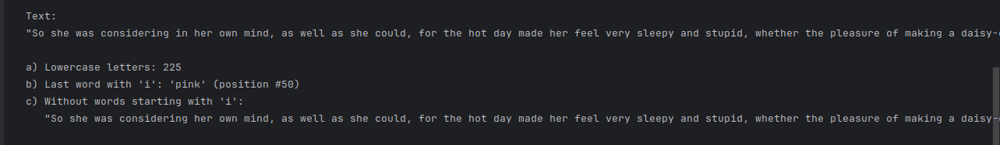 Text:
"So she was considering in her own mind, as well as she could, for the hot day made her feel very sleepy and stupid, whether the pleasure of making a daisy-
a) Lowercase letters: 225
b) Last word with 'i': 'pink' (position #50)
c) Without words starting with 'i':
"So she was considering her own mind, as well as she could, for the hot day made her feel very sleepy and stupid, whether the pleasure of making a daisy-